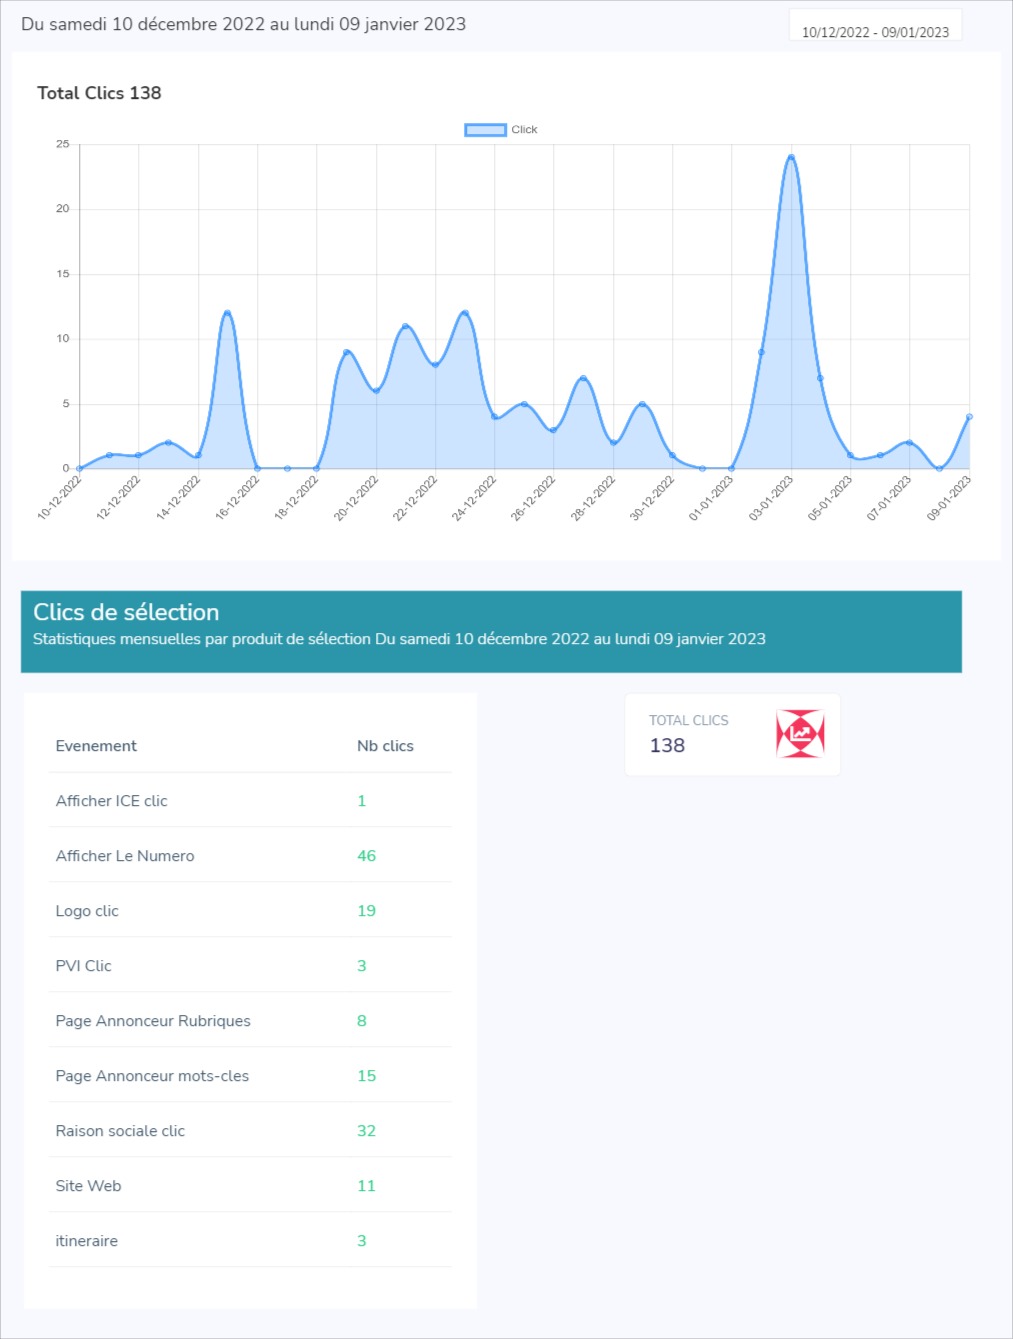 Du samedi 10 décembre 2022 au lundi 09 janvier 2023
10/12/2022 - 09/01/2023
Total Clics 138
Click
25
20
15
10
5
0
10-12-2022
12-12-2022
14-12-2022
16-12-2022
18-12-2022
20-12-2022
22-12-2022
24-12-2022
26-12-2022
28-12-2022
30-12-2022
01-01-2023
03-01-2023
05-01-2023
07-01-2023
09-01-2023
Clics de sélection
Statistiques mensuelles par produit de sélection Du samedi 10 décembre 2022 au lundi 09 janvier 2023
TOTAL CLICS
138
Evenement Nb clics
Afficher ICE clic 1
Afficher Le Numero 46
Logo clic 19
PVI Clic 3
Page Annonceur Rubriques 8
Page Annonceur mots-cles 15
Raison sociale clic 32
Site Web 11
itineraire 3